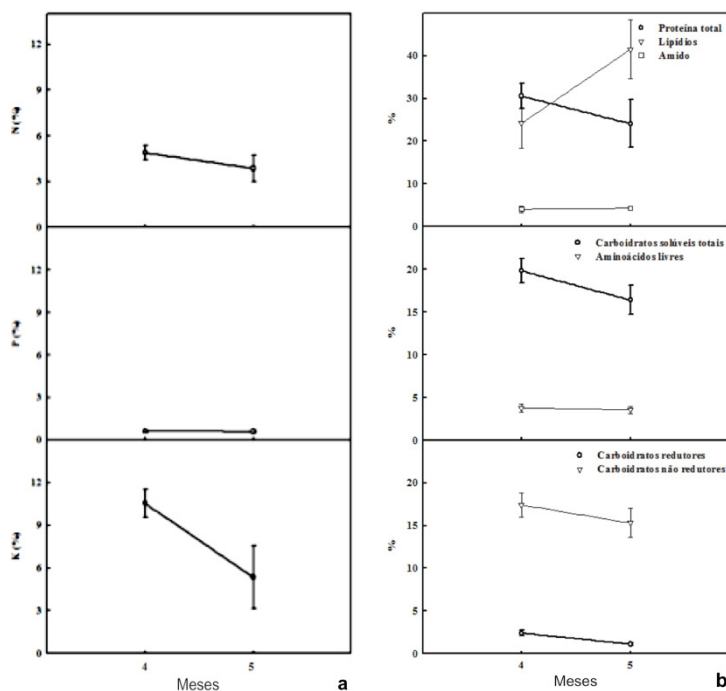 12
9
6
3
0
N (%)
12
9
6
3
0
P (%)
12
9
6
3
0
K (%)
4
5
Meses
a
Proteína total
Lipídios
Amido
50
40
30
20
10
0
%
Carboidratos solúveis totais
Aminoácidos livres
20
15
10
5
0
%
Carboidratos redutores
Carboidratos não redutores
20
15
10
5
0
%
4
5
Meses
b